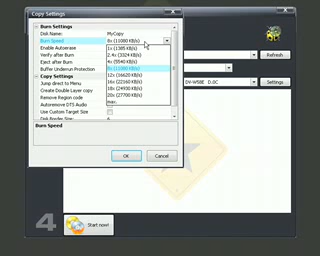 Copy Settings
Burn Settings
Disk Name: MyCopy
Burn Speed 8x (11080 KB/s)
Enable Autoerase 1x (1385 KB/s)
Verify after Burn 2.4x (3324 KB/s)
Eject after Burn 4x (5540 KB/s)
Buffer Underrun Protection 8x (11080 KB/s)
Copy Settings 12x (16620 KB/s)
Jump direct to Menu 16x (22160 KB/s)
Create Double Layer copy 18x (24930 KB/s)
Remove Region code 20x (27700 KB/s)
Autoremove DTS Audio max.
Use Custom Target Size
Disk Border Size:
Burn Speed
OK Cancel
Refresh
DV-W58E D.0C Settings
4 Start now!